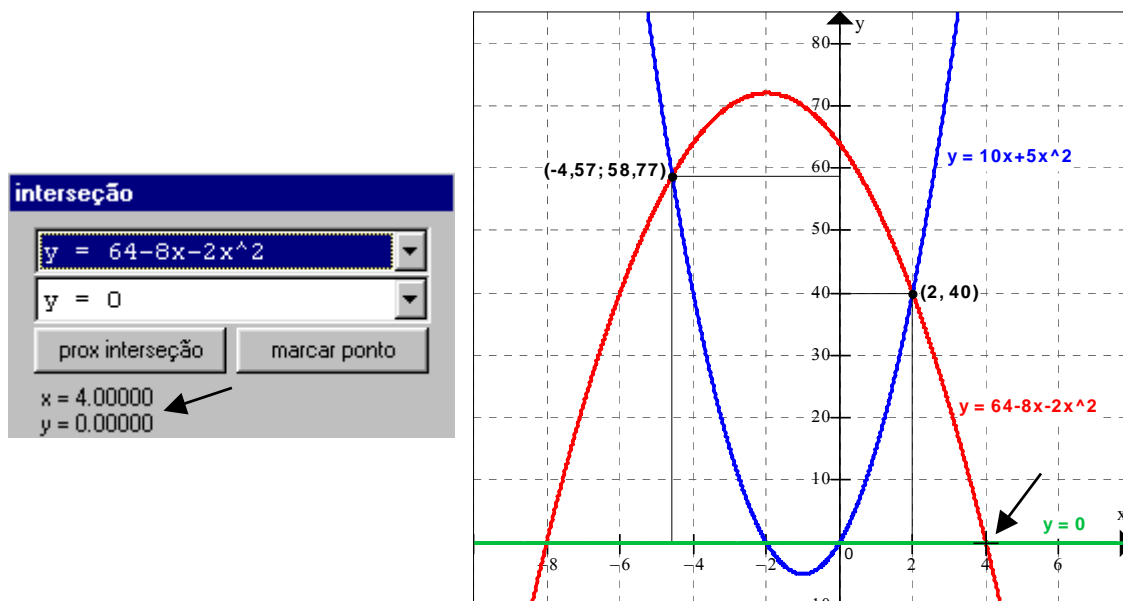 interseção
y = 64-8x-2x^2
y = 0
prox interseção
marcar ponto
x = 4.00000
y = 0.00000
y
80
70
60
50
40
30
20
10
0
-8
-6
-4
-2
2
4
6
x
(-4,57; 58,77)
(2, 40)
y = 10x+5x^2
y = 64-8x-2x^2
y = 0